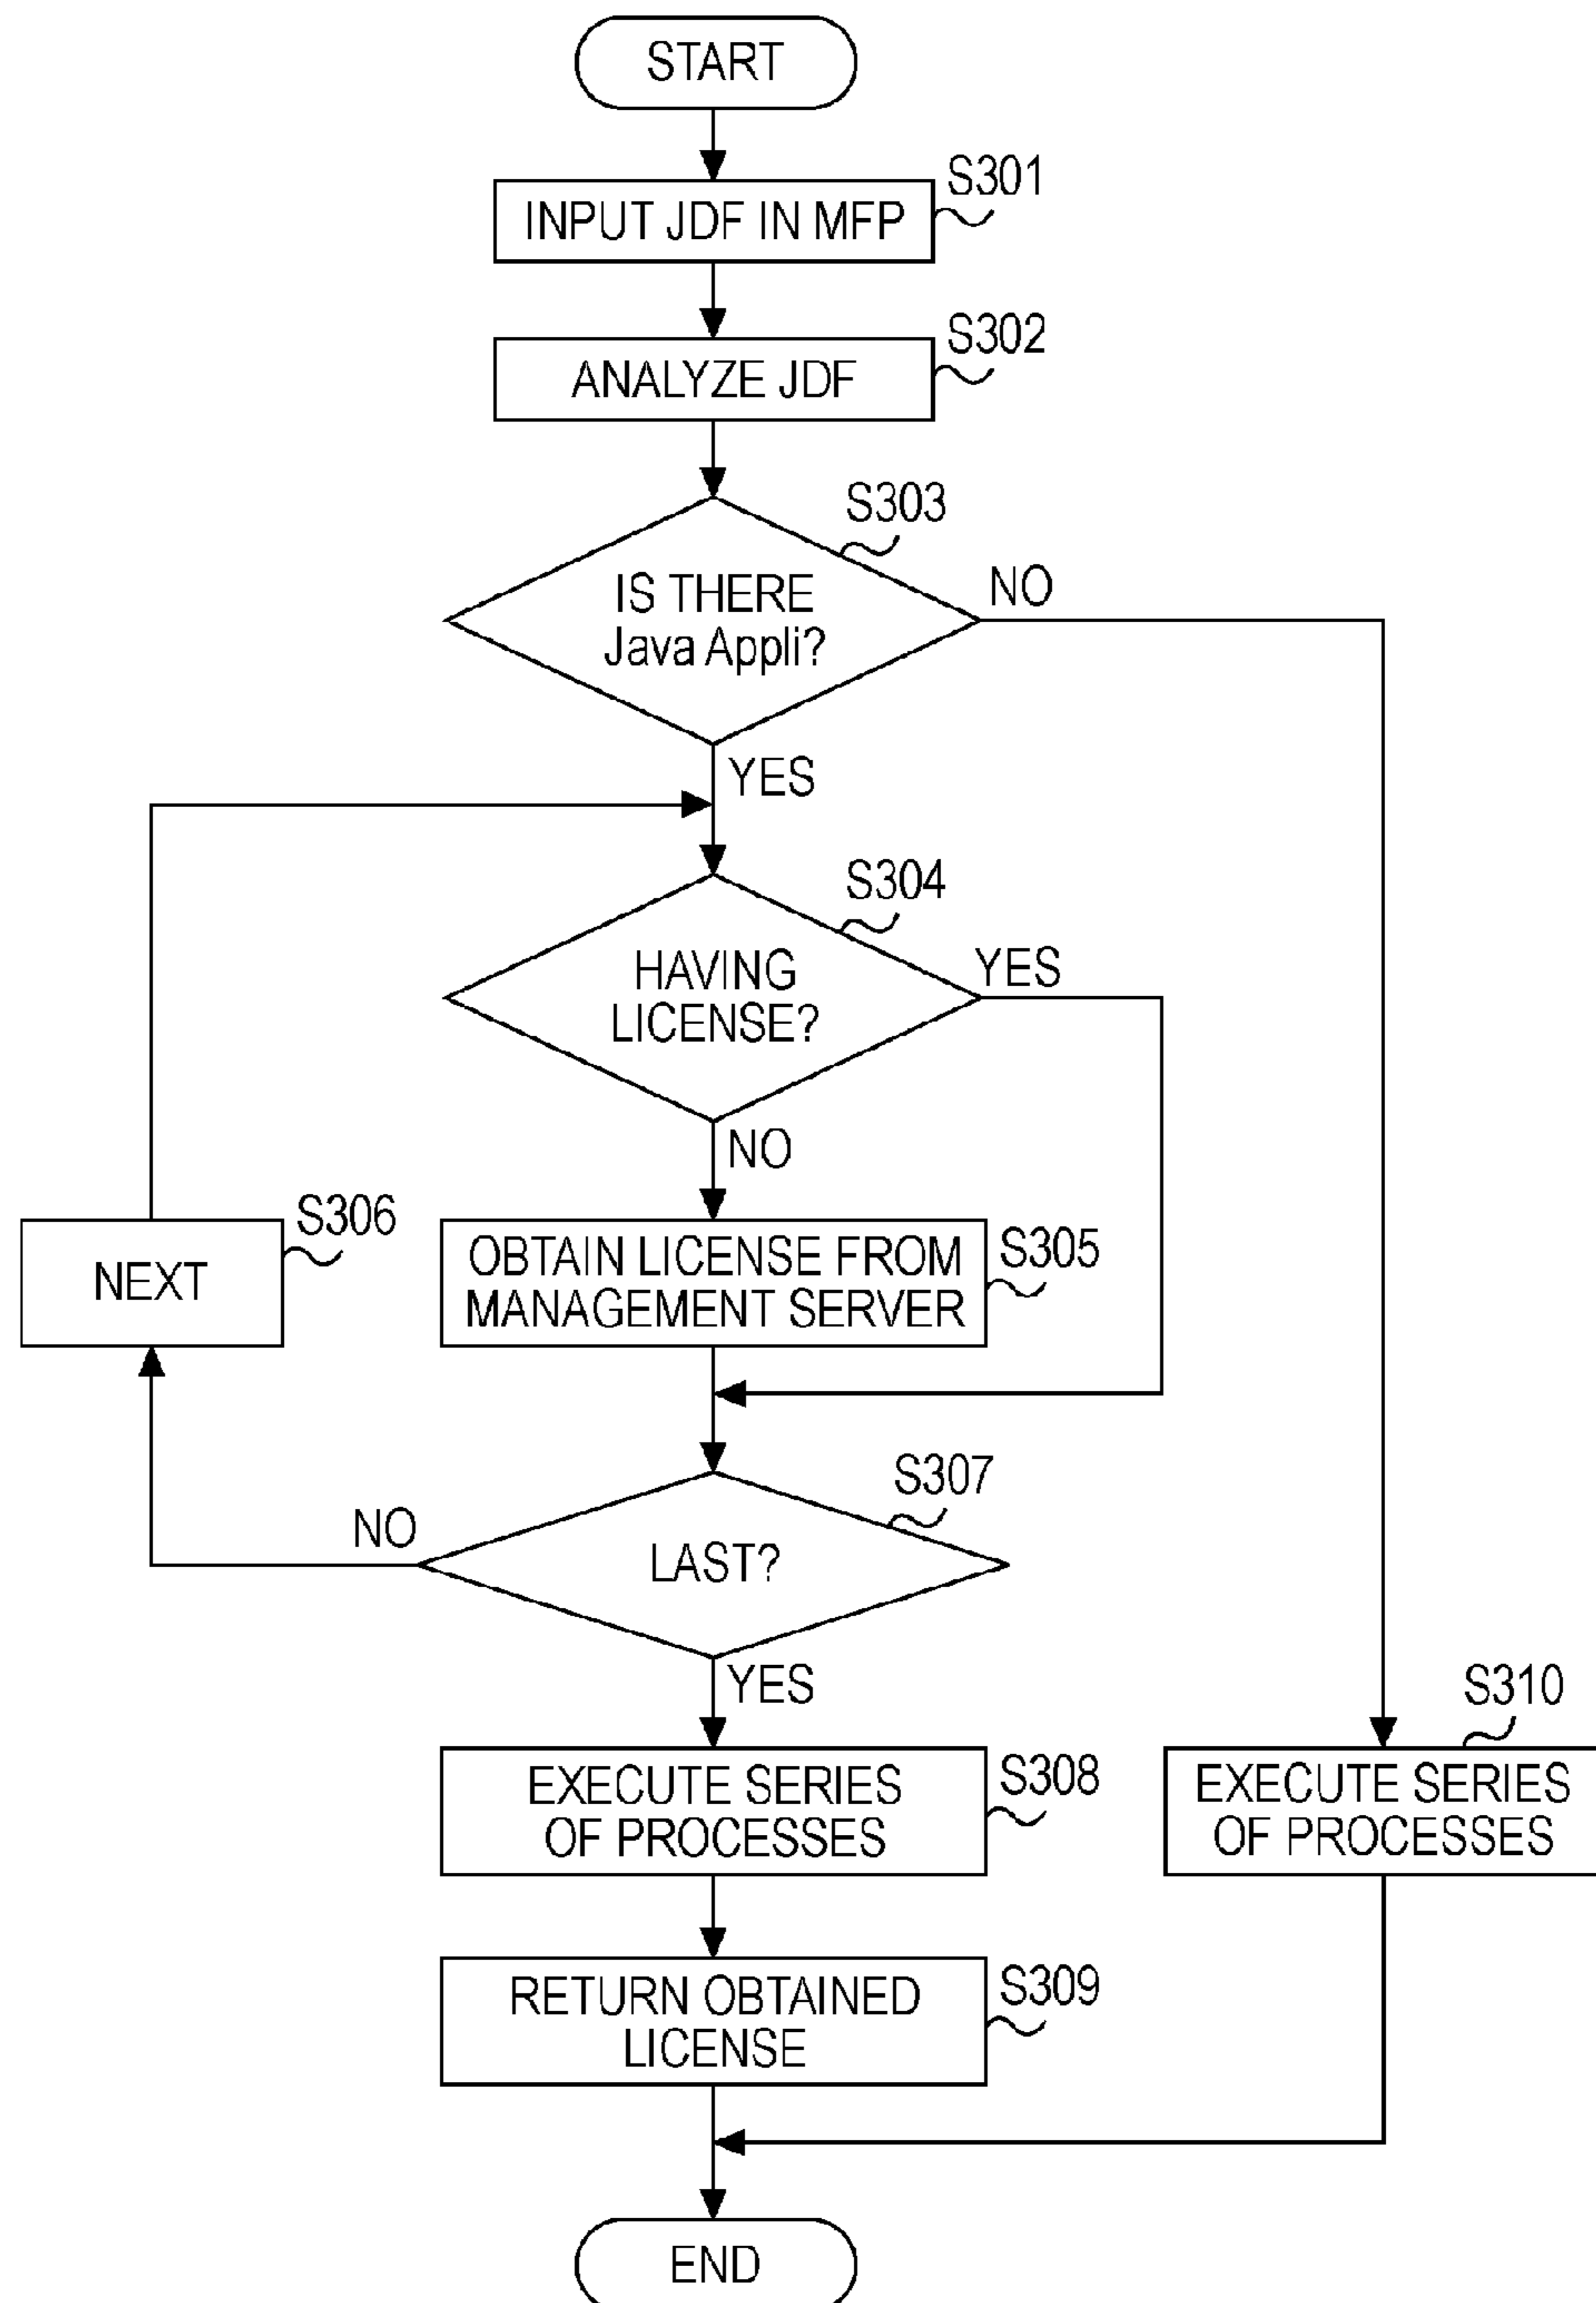 START
S301
INPUT JDF IN MFP
S302
ANALYZE JDF
S303
IS THERE
Java Appli?
NO
YES
S304
HAVING
LICENSE?
YES
NO
S306
NEXT
S305
OBTAIN LICENSE FROM
MANAGEMENT SERVER
S307
NO
LAST?
YES
S308
EXECUTE SERIES
OF PROCESSES
S310
EXECUTE SERIES
OF PROCESSES
S309
RETURN OBTAINED
LICENSE
END